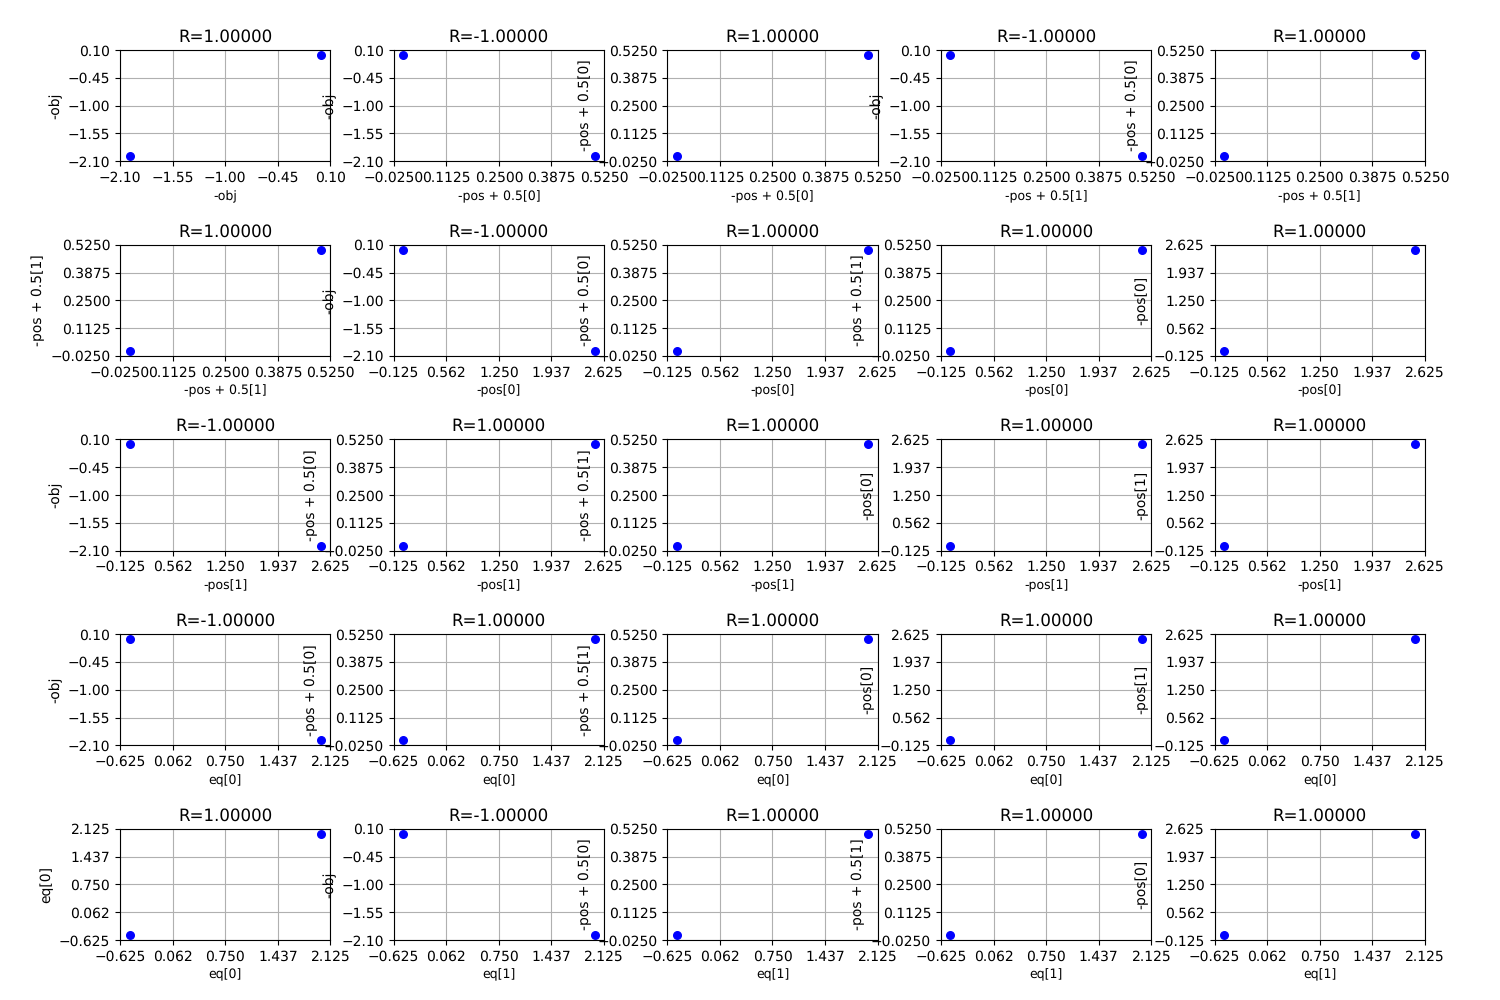 R=1.00000 R=-1.00000 R=1.00000 R=-1.00000 R=1.00000
0.10 0.10 0.5250 0.10 0.5250
−0.45 −0.45 0.3875 −0.45 0.3875
−1.00 −1.00 0.2500 −1.00 0.2500
−1.55 −1.55 0.1125 −1.55 0.1125
−2.10 −2.10 −0.0250 −2.10 −0.0250
-obj -obj -pos + 0.5[0] -obj -pos + 0.5[0]
−2.10 −1.55 −1.00 −0.45 0.10 −0.0250 0.1125 0.2500 0.3875 0.5250 −0.0250 0.1125 0.2500 0.3875 0.5250 −0.0250 0.1125 0.2500 0.3875 0.5250 −0.0250 0.1125 0.2500 0.3875 0.5250
-obj -pos + 0.5[0] -pos + 0.5[0] -pos + 0.5[1] -pos + 0.5[1]
R=1.00000 R=-1.00000 R=1.00000 R=1.00000 R=1.00000
0.5250 0.10 0.5250 0.5250 2.625
0.3875 −0.45 0.3875 0.3875 1.937
0.2500 −1.00 0.2500 0.2500 1.250
0.1125 −1.55 0.1125 0.1125 0.562
−0.0250 −2.10 −0.0250 −0.0250 −0.125
-pos + 0.5[1] -obj -pos + 0.5[0] -pos + 0.5[1] -pos[0]
−0.0250 0.1125 0.2500 0.3875 0.5250 −0.125 0.562 1.250 1.937 2.625 −0.125 0.562 1.250 1.937 2.625 −0.125 0.562 1.250 1.937 2.625 −0.125 0.562 1.250 1.937 2.625
-pos + 0.5[1] -pos[0] -pos[0] -pos[0] -pos[0]
R=-1.00000 R=1.00000 R=1.00000 R=1.00000 R=1.00000
0.10 0.5250 0.5250 2.625 2.625
−0.45 0.3875 0.3875 1.937 1.937
−1.00 0.2500 0.2500 1.250 1.250
−1.55 0.1125 0.1125 0.562 0.562
−2.10 −0.0250 −0.0250 −0.125 −0.125
-obj -pos + 0.5[0] -pos + 0.5[1] -pos[0] -pos[1]
−0.125 0.562 1.250 1.937 2.625 −0.125 0.562 1.250 1.937 2.625 −0.125 0.562 1.250 1.937 2.625 −0.125 0.562 1.250 1.937 2.625 −0.125 0.562 1.250 1.937 2.625
-pos[1] -pos[1] -pos[1] -pos[1] -pos[1]
R=-1.00000 R=1.00000 R=1.00000 R=1.00000 R=1.00000
0.10 0.5250 0.5250 2.625 2.625
−0.45 0.3875 0.3875 1.937 1.937
−1.00 0.2500 0.2500 1.250 1.250
−1.55 0.1125 0.1125 0.562 0.562
−2.10 −0.0250 −0.0250 −0.125 −0.125
-obj -pos + 0.5[0] -pos + 0.5[1] -pos[0] -pos[1]
−0.625 0.062 0.750 1.437 2.125 −0.625 0.062 0.750 1.437 2.125 −0.625 0.062 0.750 1.437 2.125 −0.625 0.062 0.750 1.437 2.125 −0.625 0.062 0.750 1.437 2.125
eq[0] eq[0] eq[0] eq[0] eq[0]
R=1.00000 R=-1.00000 R=1.00000 R=1.00000 R=1.00000
2.125 0.10 0.5250 0.5250 2.625
1.437 −0.45 0.3875 0.3875 1.937
0.750 −1.00 0.2500 0.2500 1.250
0.062 −1.55 0.1125 0.1125 0.562
−0.625 −2.10 −0.0250 −0.0250 −0.125
eq[0] -obj -pos + 0.5[0] -pos + 0.5[1] -pos[0]
−0.625 0.062 0.750 1.437 2.125 −0.625 0.062 0.750 1.437 2.125 −0.625 0.062 0.750 1.437 2.125 −0.625 0.062 0.750 1.437 2.125 −0.625 0.062 0.750 1.437 2.125
eq[0] eq[1] eq[1] eq[1] eq[1]